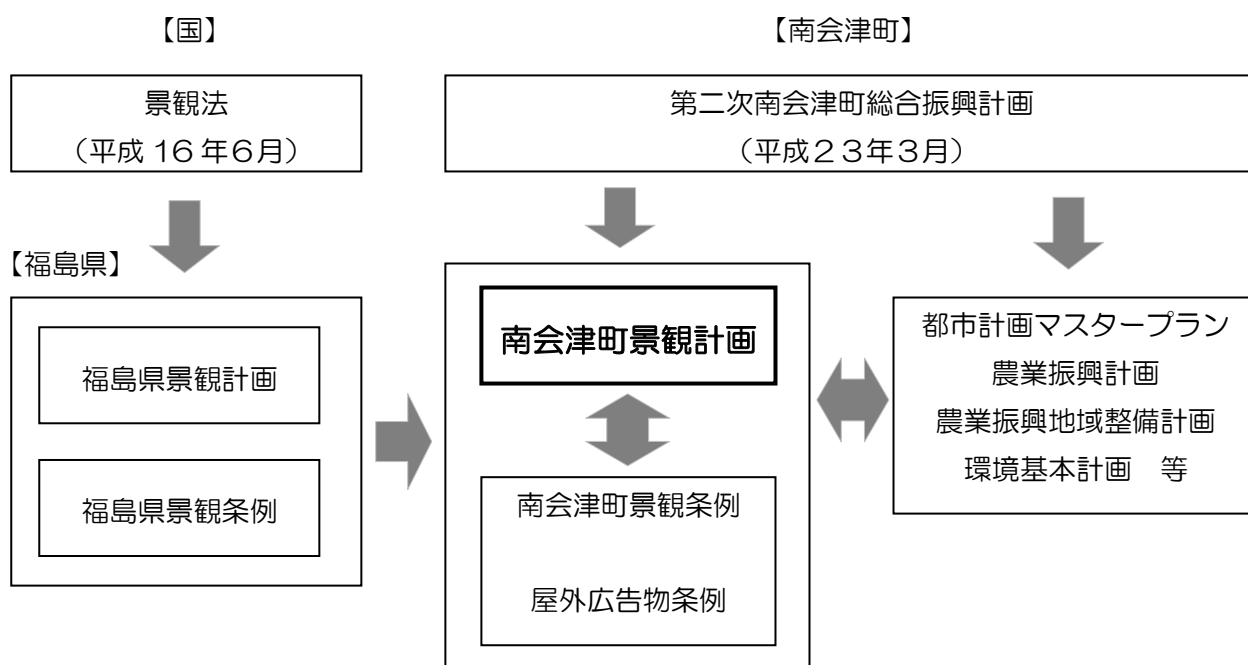 【国】
【南会津町】
景観法
（平成 16 年６月）
第二次南会津町総合振興計画
（平成２３年３月）
【福島県】
福島県景観計画
福島県景観条例
南会津町景観計画
南会津町景観条例
屋外広告物条例
都市計画マスタープラン
農業振興計画
農業振興地域整備計画
環境基本計画　等